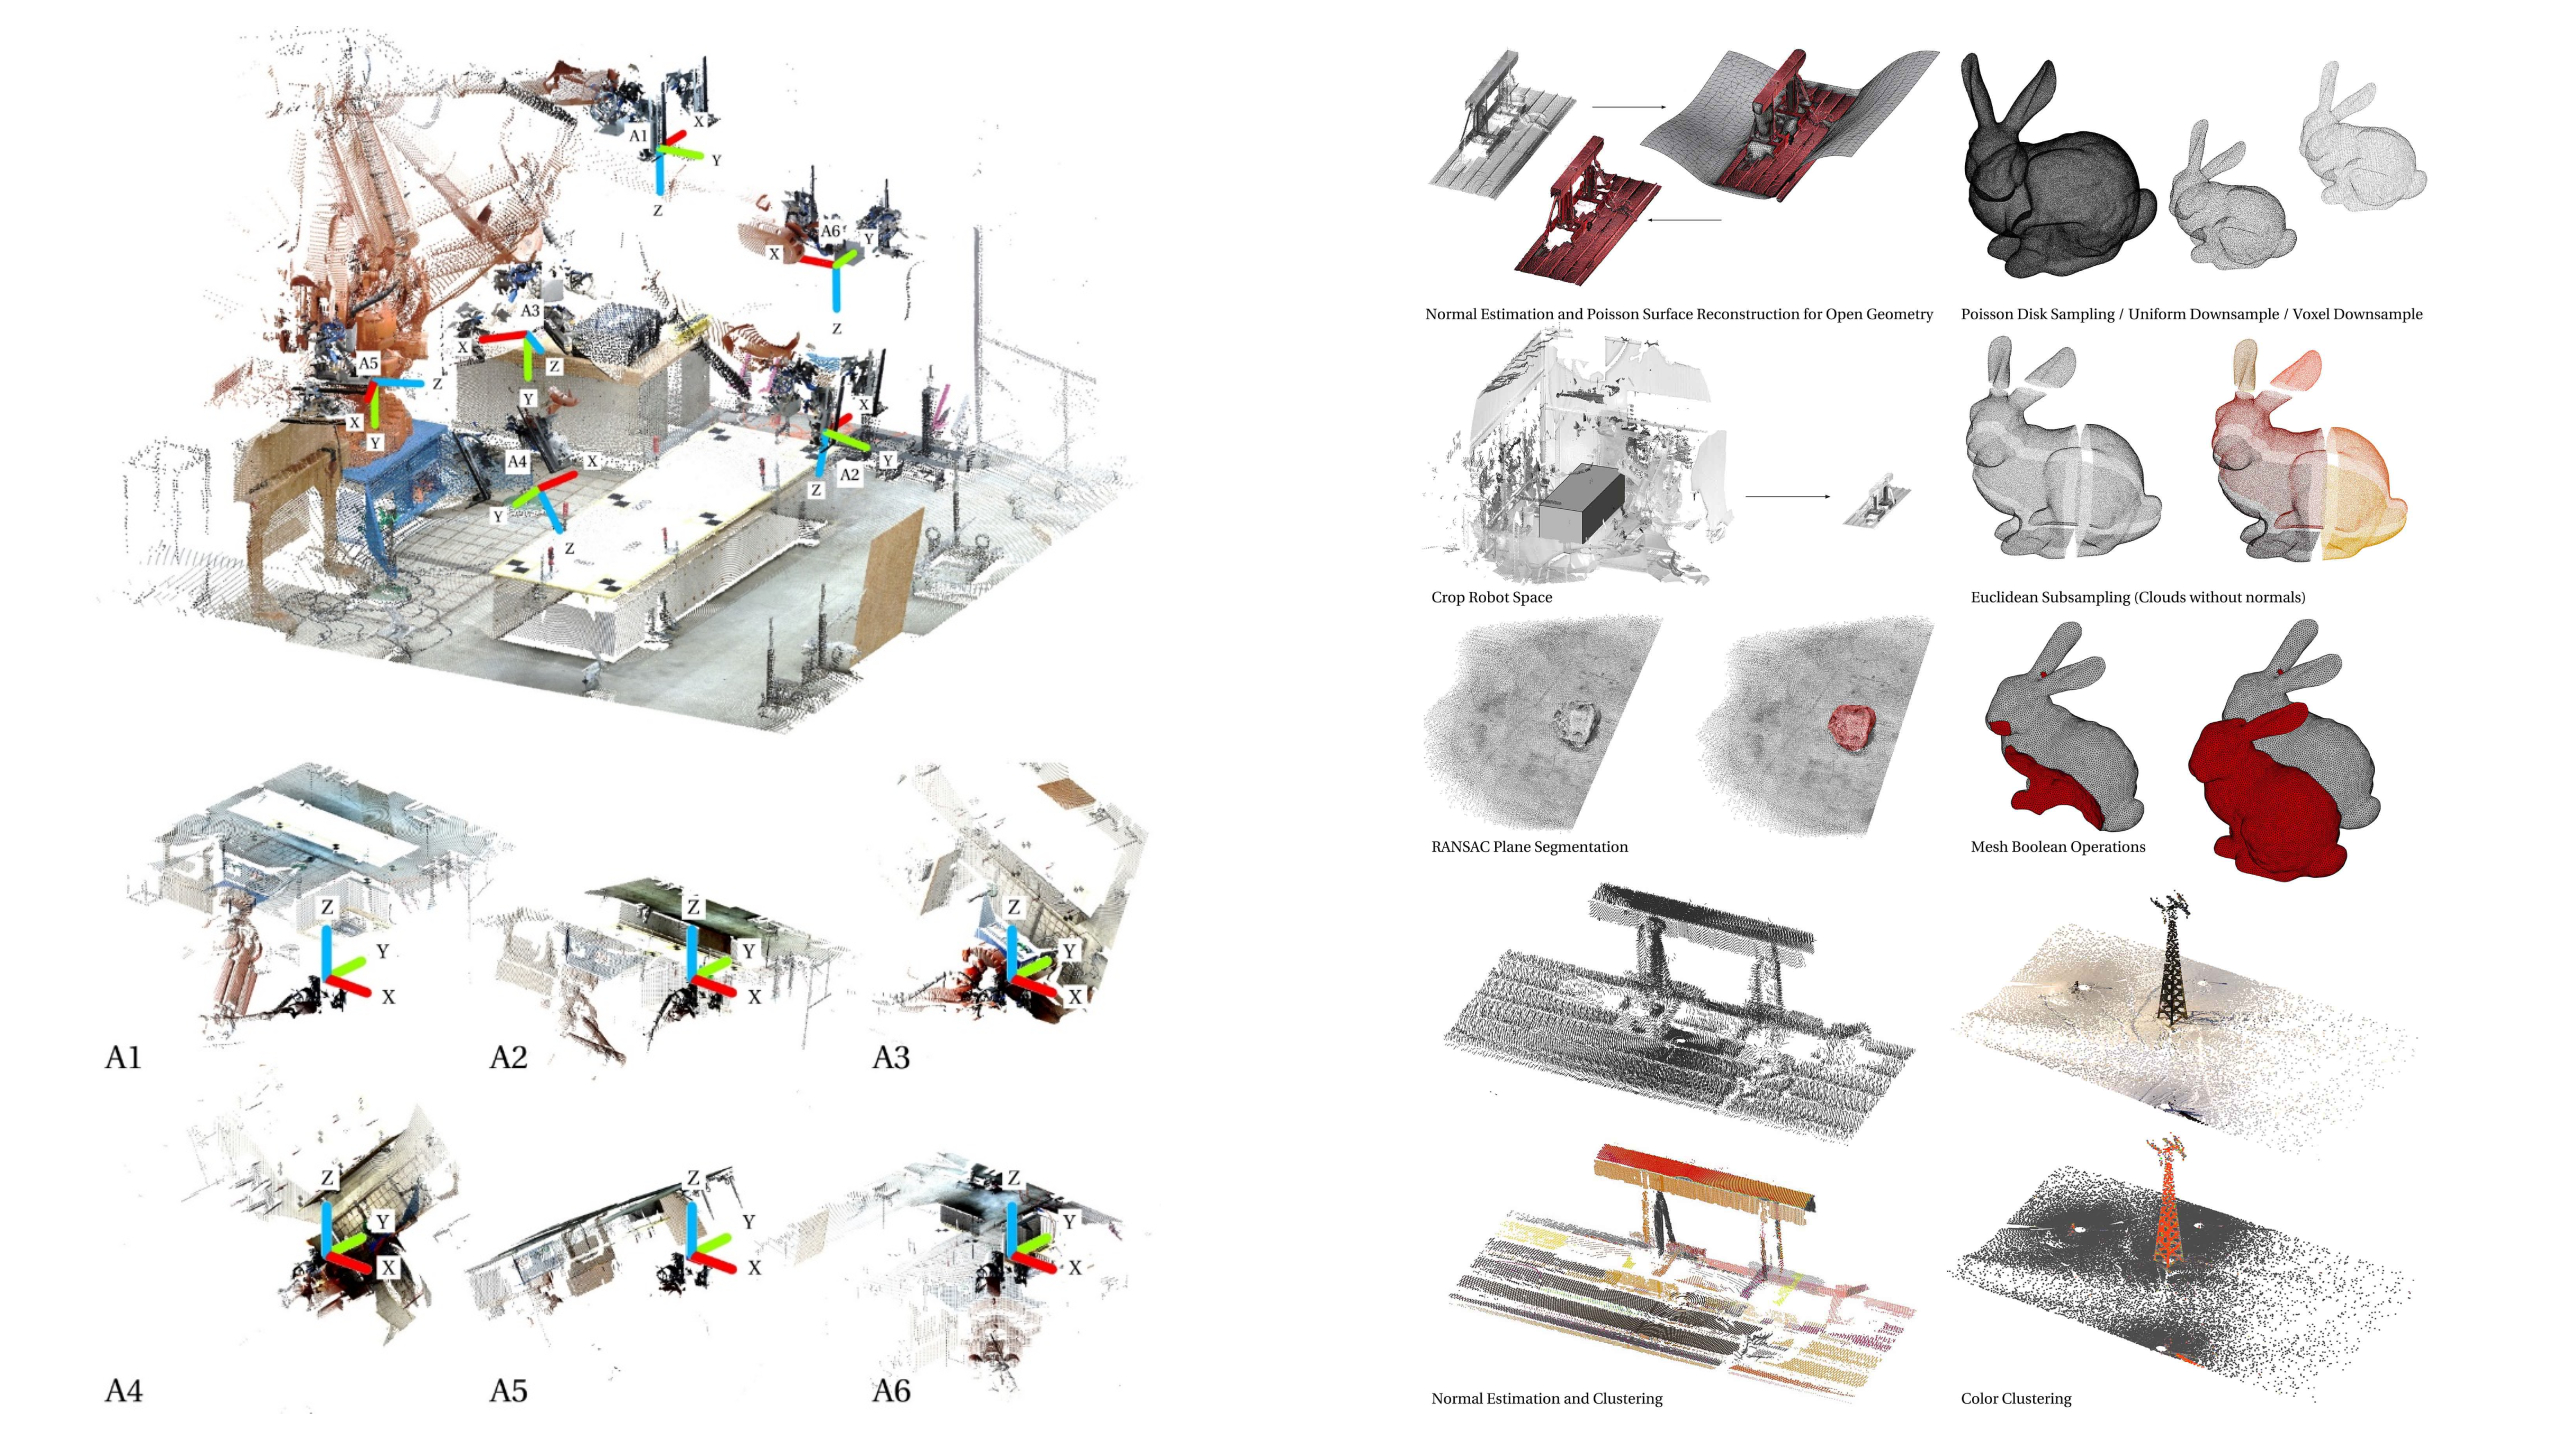 A1
X
Y
Z
A6
X
Y
Z
A3
X
Z
Y
A5
Z
X
Y
A4
X
Y
Z
X
Y
A2
Z
Z
Y
X
A1
Z
Y
X
A2
Z
Y
X
A3
Z
Y
X
A4
Z
Y
X
A5
Z
Y
X
A6
Normal Estimation and Poisson Surface Reconstruction for Open Geometry
Poisson Disk Sampling / Uniform Downsample / Voxel Downsample
Crop Robot Space
Euclidean Subsampling (Clouds without normals)
RANSAC Plane Segmentation
Mesh Boolean Operations
Normal Estimation and Clustering
Color Clustering